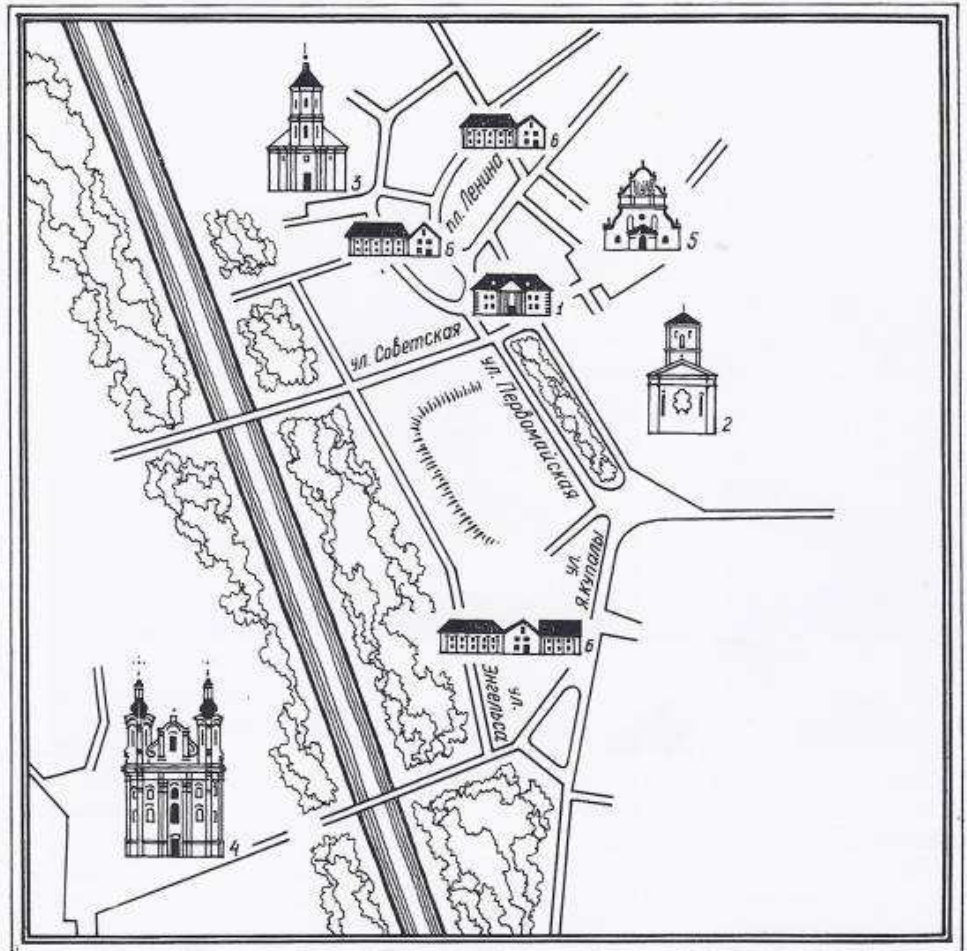 6
3
пл. Ленина
5
6
1
ул. Советская
2
ул. Первомайская
ул.
Я. Купалы
6
ул.
Энгельса
4